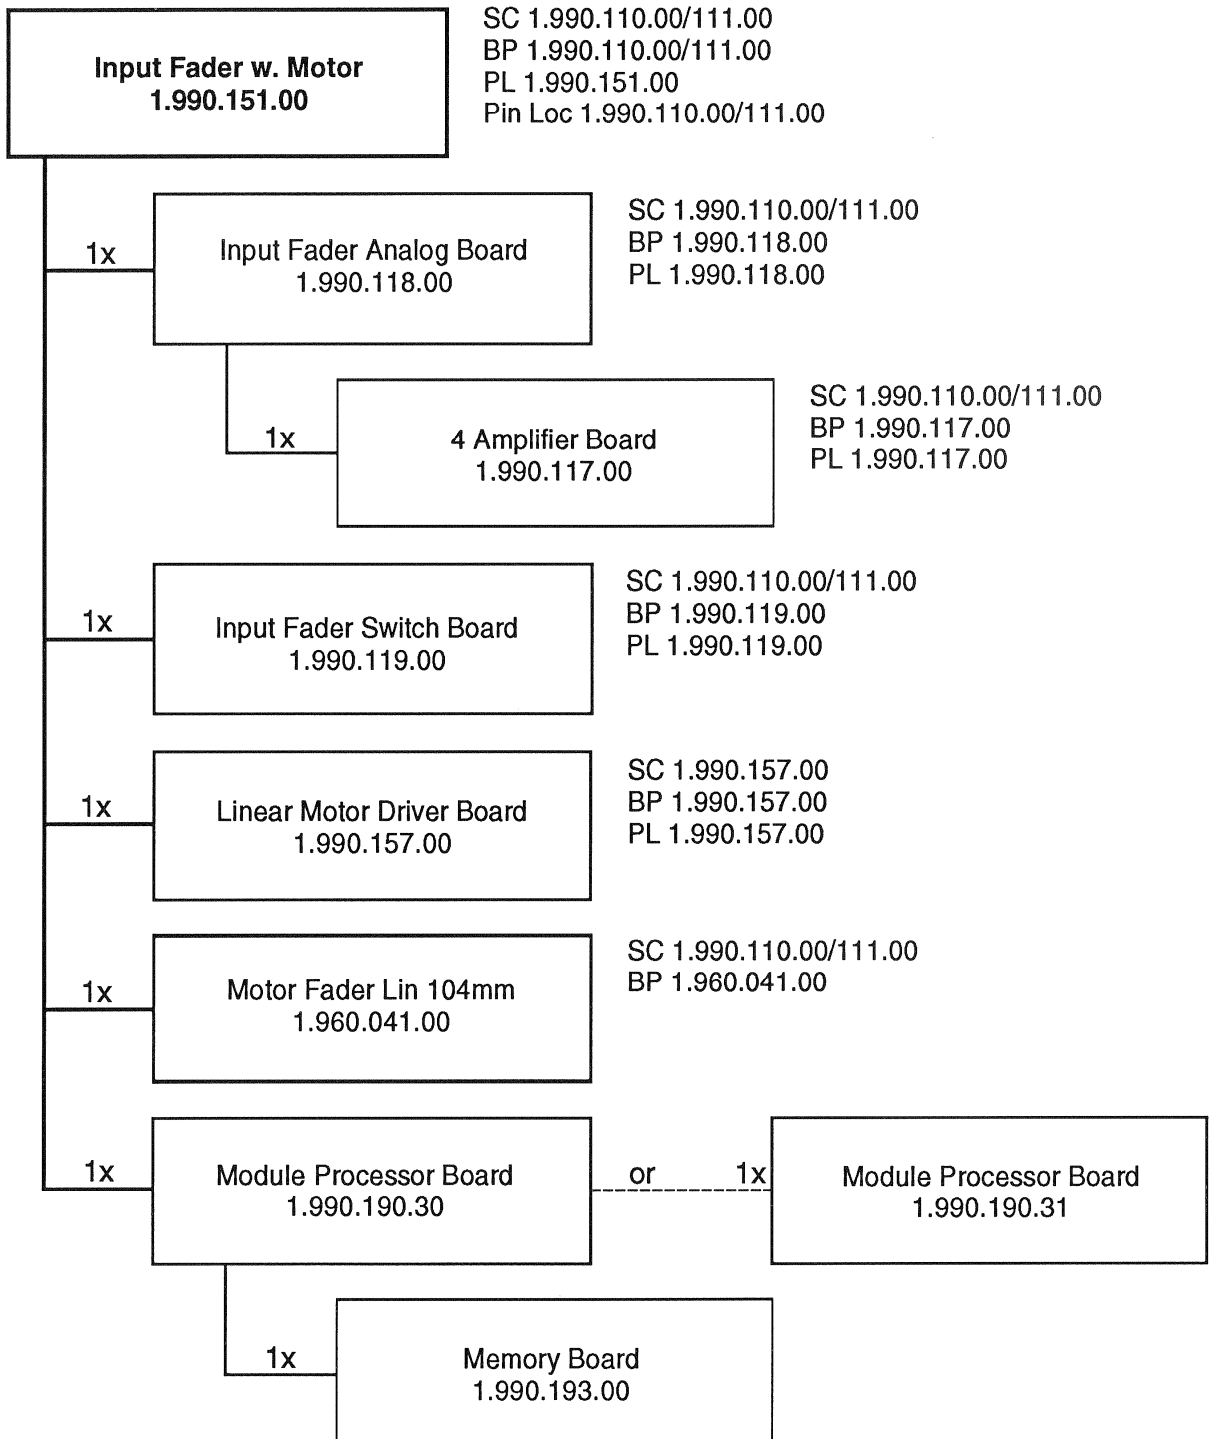 Input Fader w. Motor
1.990.151.00
SC 1.990.110.00/111.00
BP 1.990.110.00/111.00
PL 1.990.151.00
Pin Loc 1.990.110.00/111.00
1x
Input Fader Analog Board
1.990.118.00
SC 1.990.110.00/111.00
BP 1.990.118.00
PL 1.990.118.00
1x
4 Amplifier Board
1.990.117.00
SC 1.990.110.00/111.00
BP 1.990.117.00
PL 1.990.117.00
1x
Input Fader Switch Board
1.990.119.00
SC 1.990.110.00/111.00
BP 1.990.119.00
PL 1.990.119.00
1x
Linear Motor Driver Board
1.990.157.00
SC 1.990.157.00
BP 1.990.157.00
PL 1.990.157.00
1x
Motor Fader Lin 104mm
1.960.041.00
SC 1.990.110.00/111.00
BP 1.960.041.00
1x
Module Processor Board
1.990.190.30
or
1x
Module Processor Board
1.990.190.31
1x
Memory Board
1.990.193.00